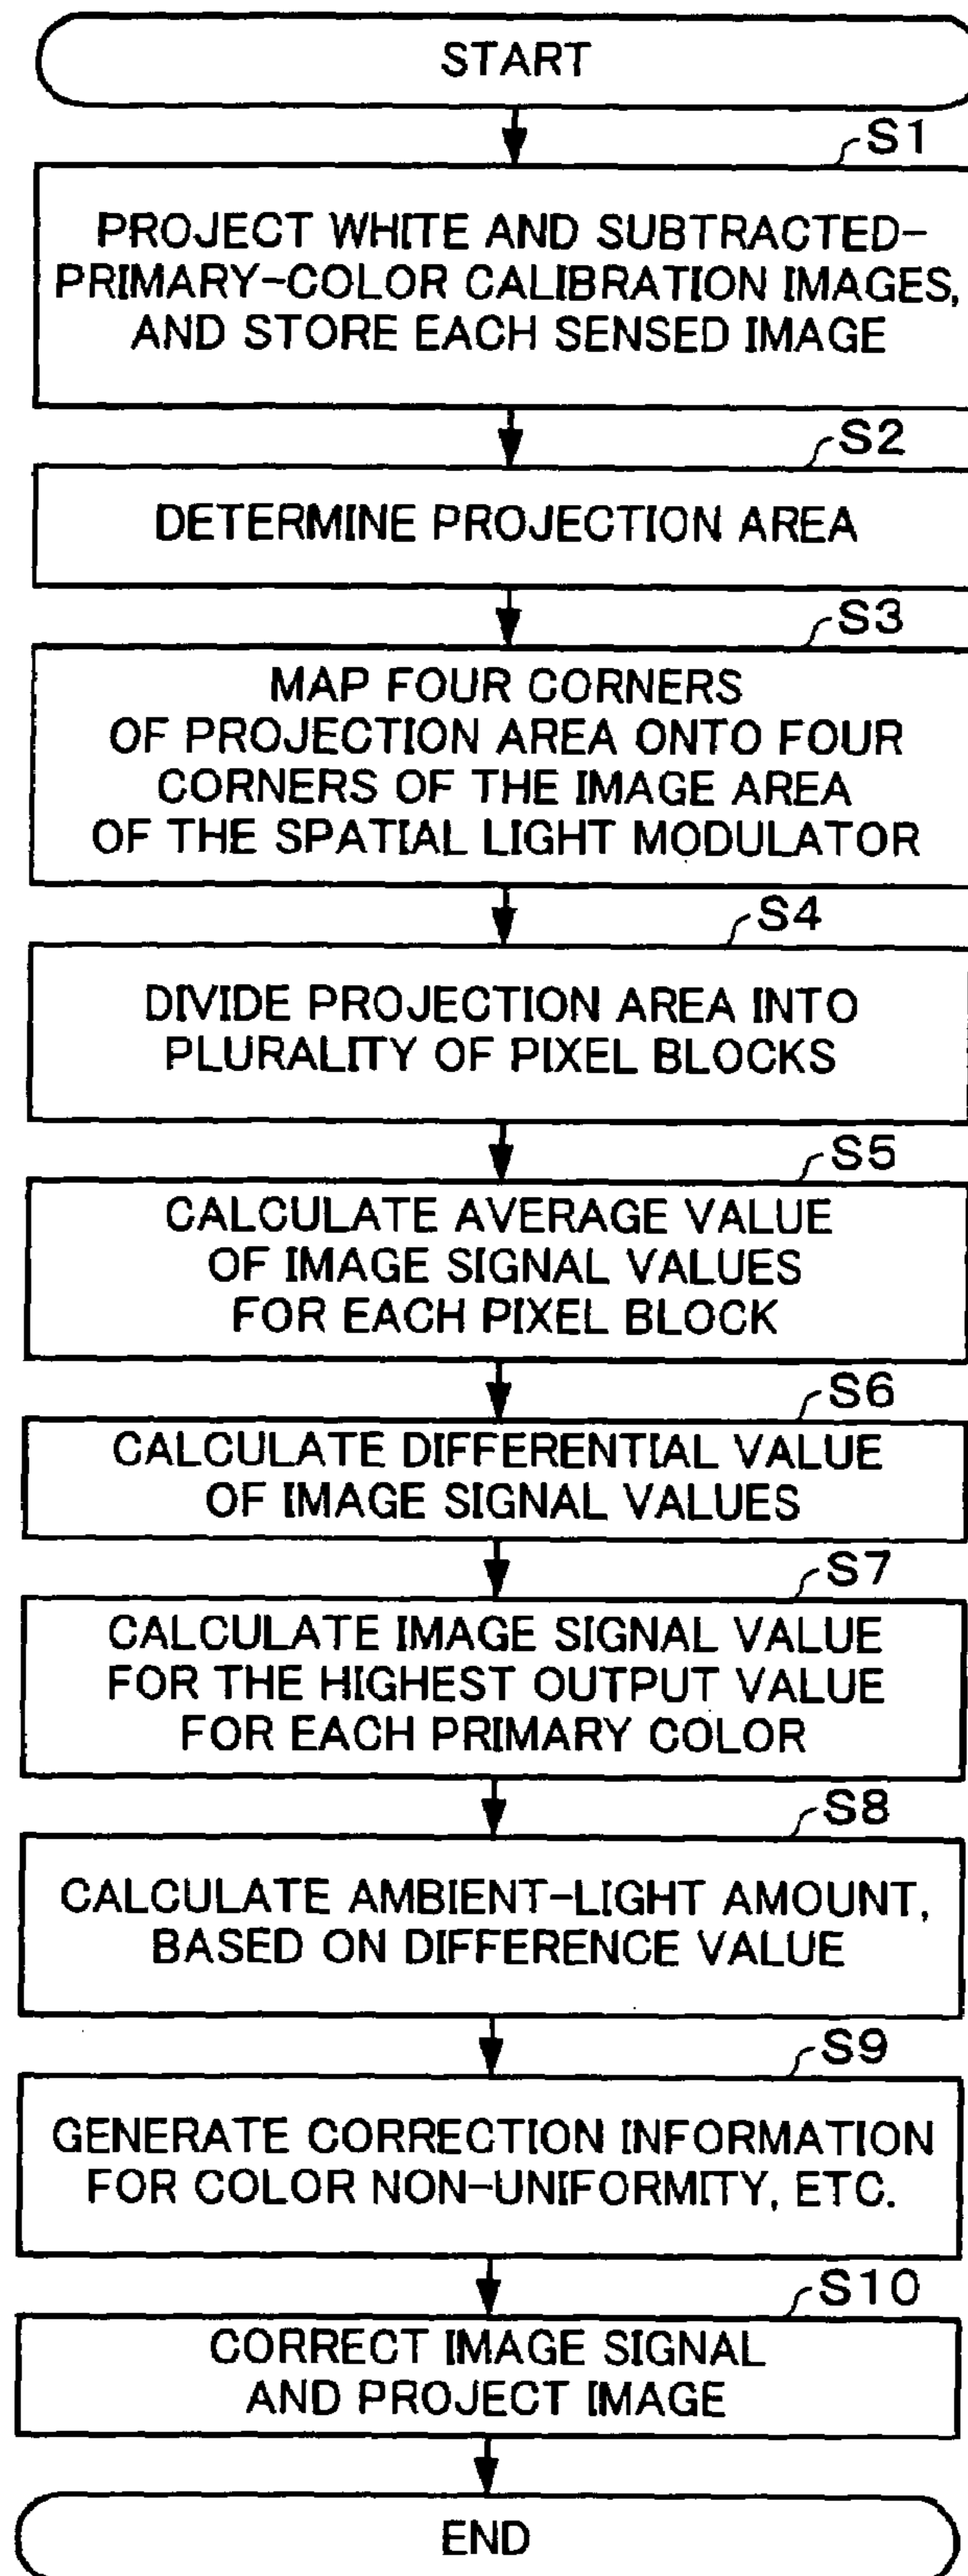 START
S1
PROJECT WHITE AND SUBTRACTED-
PRIMARY-COLOR CALIBRATION IMAGES,
AND STORE EACH SENSED IMAGE
S2
DETERMINE PROJECTION AREA
S3
MAP FOUR CORNERS
OF PROJECTION AREA ONTO FOUR
CORNERS OF THE IMAGE AREA
OF THE SPATIAL LIGHT MODULATOR
S4
DIVIDE PROJECTION AREA INTO
PLURALITY OF PIXEL BLOCKS
S5
CALCULATE AVERAGE VALUE
OF IMAGE SIGNAL VALUES
FOR EACH PIXEL BLOCK
S6
CALCULATE DIFFERENTIAL VALUE
OF IMAGE SIGNAL VALUES
S7
CALCULATE IMAGE SIGNAL VALUE
FOR THE HIGHEST OUTPUT VALUE
FOR EACH PRIMARY COLOR
S8
CALCULATE AMBIENT-LIGHT AMOUNT,
BASED ON DIFFERENCE VALUE
S9
GENERATE CORRECTION INFORMATION
FOR COLOR NON-UNIFORMITY, ETC.
S10
CORRECT IMAGE SIGNAL
AND PROJECT IMAGE
END